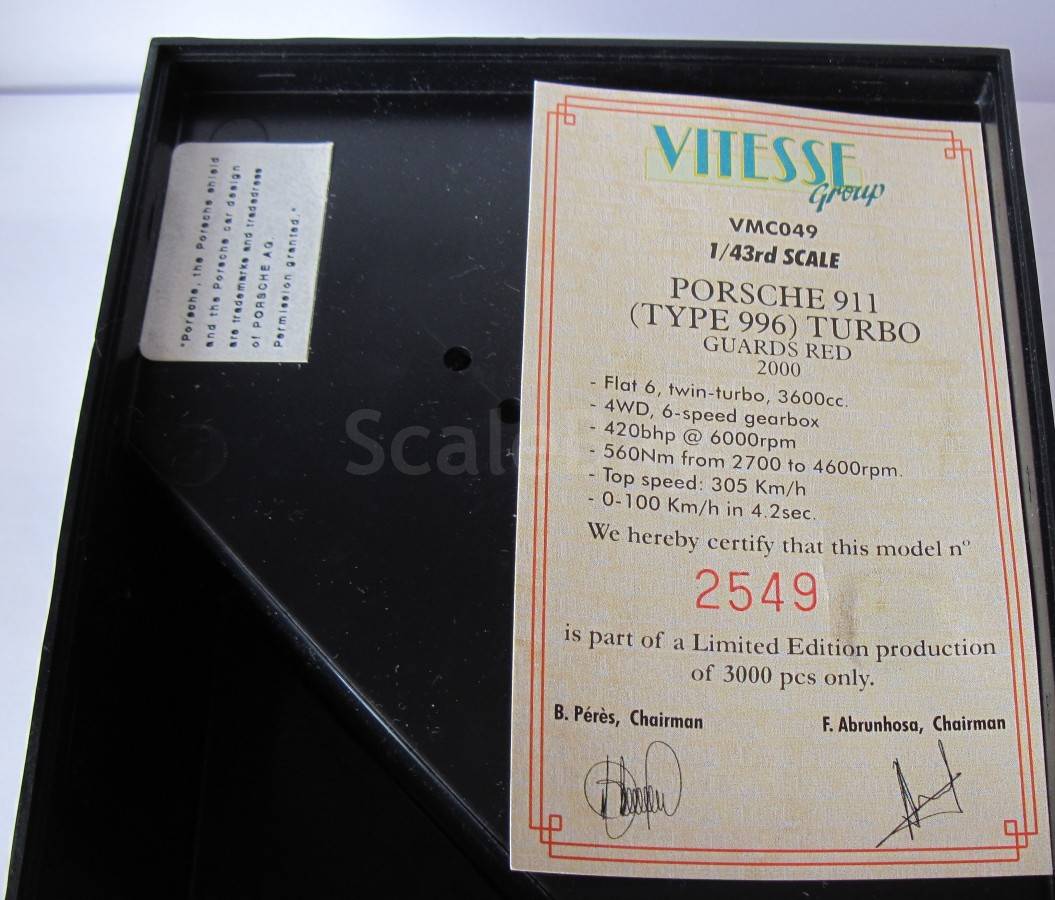 "Porsche, the Porsche shield
and the Porsche car design
are trademarks and tradedress
of PORSCHE AG.
Permission granted."
VITESSE
Group
VMC049
1/43rd SCALE
PORSCHE 911
(TYPE 996) TURBO
GUARDS RED
2000
- Flat 6, twin-turbo, 3600cc.
- 4WD, 6-speed gearbox
- 420bhp @ 6000rpm
- 560Nm from 2700 to 4600rpm.
- Top speed: 305 Km/h
- 0-100 Km/h in 4.2sec.
We hereby certify that this model nº
2549
is part of a Limited Edition production
of 3000 pcs only.
B. Pérès, Chairman
F. Abrunhosa, Chairman